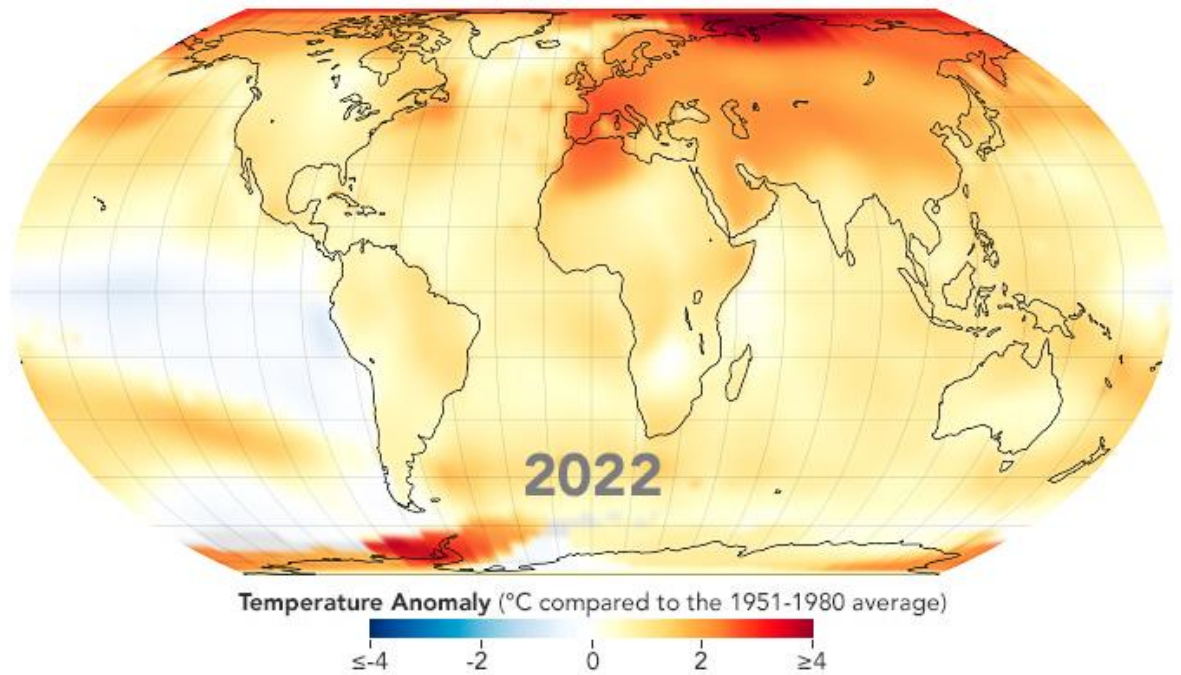 2022
Temperature Anomaly (°C compared to the 1951-1980 average)
≤-4 -2 0 2 ≥4